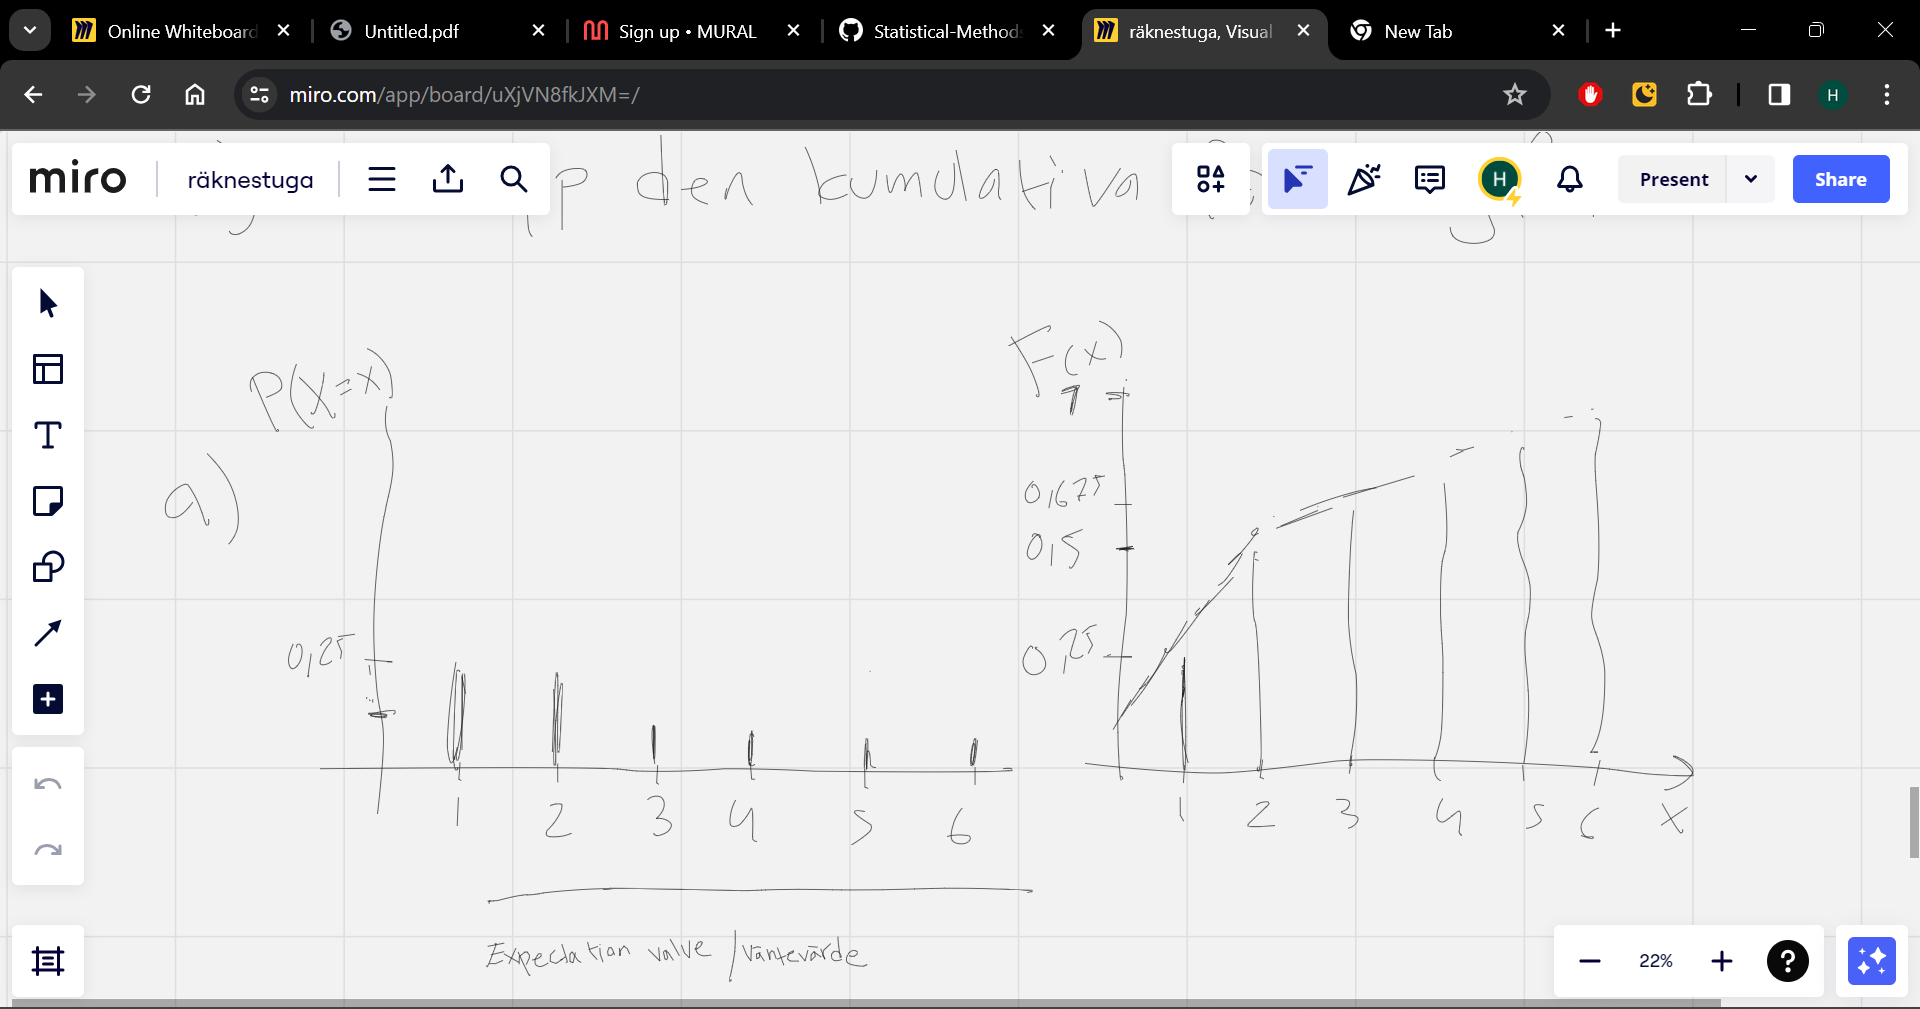 Online Whiteboard
Untitled.pdf
Sign up • MURAL
Statistical-Methods
räknestuga, Visual
New Tab
miro.com/app/board/uXjVN8fkJXM=/
H
miro
räknestuga
H
Present
Share
p den kumulativa
P(X=x)
F(x)
1
a)
0,1675
0,5
0,25
0,25
1 2 3 4 5 6
1 2 3 4 5 6 x
Expectation value / väntevärde
22%
?